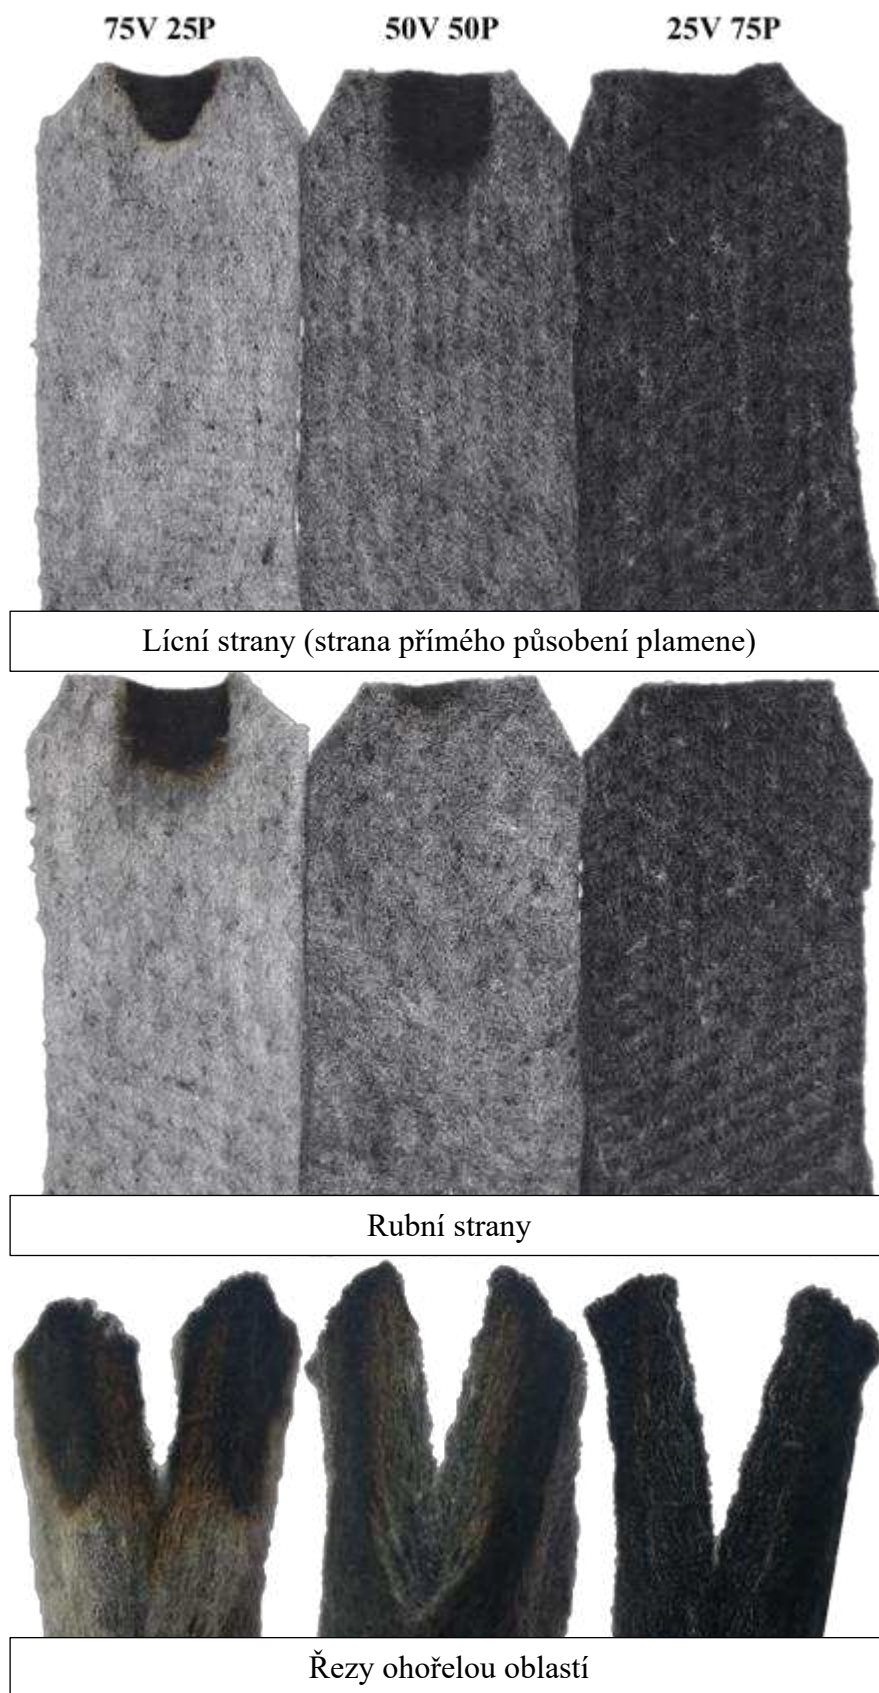 75V 25P 50V 50P 25V 75P
Lícní strany (strana přímého působení plamene)
Rubní strany
Řezy ohořelou oblastí